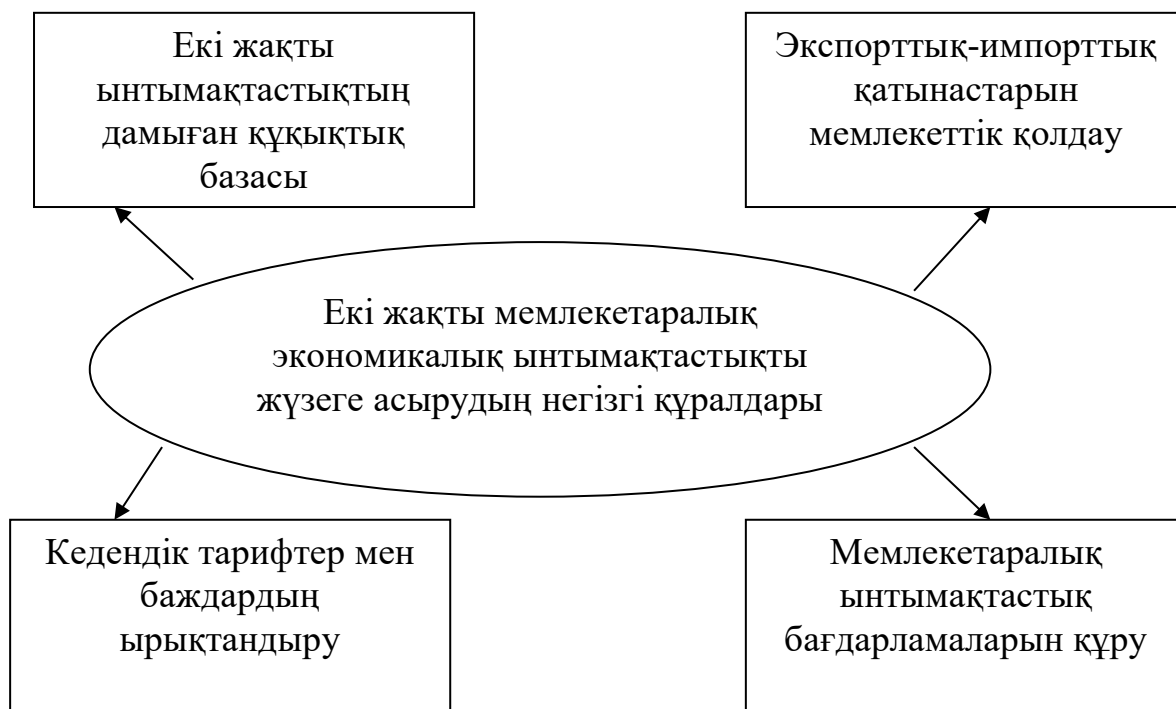 Екі жақты
ынтымақтастықтың
дамыған құқықтық
базасы
Экспорттық-импорттық
қатынастарын
мемлекеттік қолдау
Екі жақты мемлекетаралық
экономикалық ынтымақтастықты
жүзеге асырудың негізгі құралдары
Кедендік тарифтер мен
баждардың
ырықтандыру
Мемлекетаралық
ынтымақтастық
бағдарламаларын құру